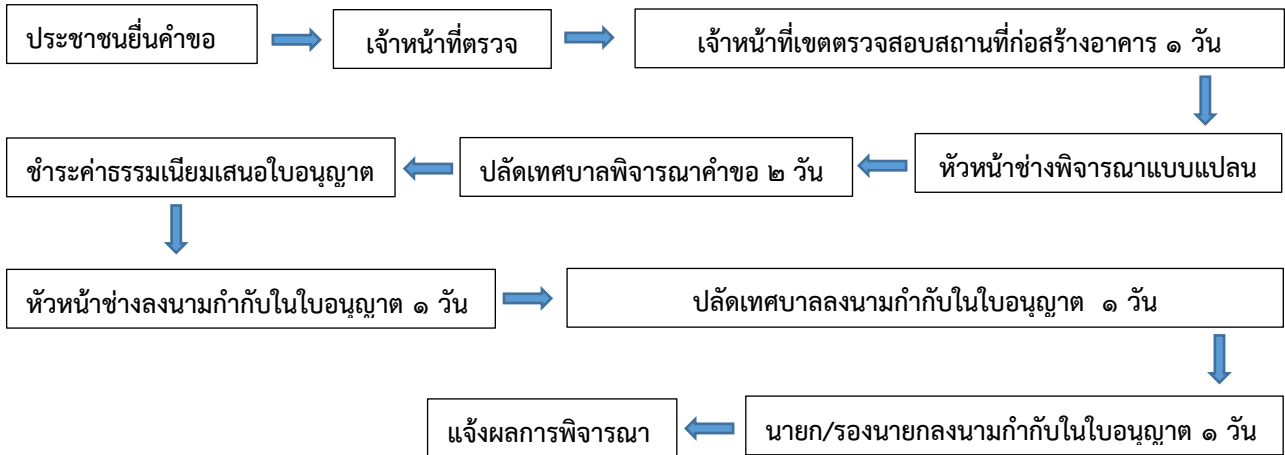 ประชาชนยื่นคำขอ
เจ้าหน้าที่ตรวจ
เจ้าหน้าที่เขตตรวจสอบสถานที่ก่อสร้างอาคาร ๑ วัน
หัวหน้าช่างพิจารณาแบบแปลน
ปลัดเทศบาลพิจารณาคำขอ ๒ วัน
ชำระค่าธรรมเนียมเสนอใบอนุญาต
หัวหน้าช่างลงนามกำกับในใบอนุญาต ๑ วัน
ปลัดเทศบาลลงนามกำกับในใบอนุญาต ๑ วัน
นายก/รองนายกลงนามกำกับในใบอนุญาต ๑ วัน
แจ้งผลการพิจารณา